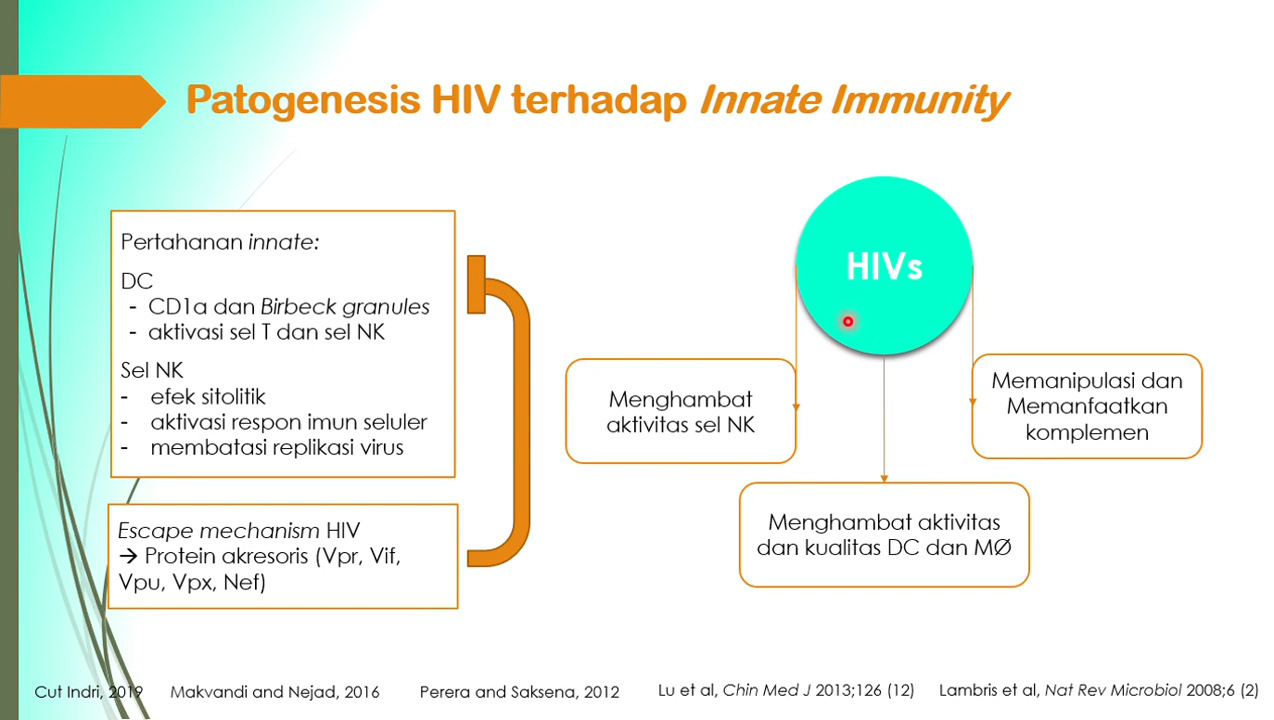 Patogenesis HIV terhadap Innate Immunity
Pertahanan innate:
DC
- CD1a dan Birbeck granules
- aktivasi sel T dan sel NK
Sel NK
- efek sitolitik
- aktivasi respon imun seluler
- membatasi replikasi virus
Escape mechanism HIV
→ Protein akresoris (Vpr, Vif,
Vpu, Vpx, Nef)
HIVs
Menghambat
aktivitas sel NK
Memanipulasi dan
Memanfaatkan
komplemen
Menghambat aktivitas
dan kualitas DC dan MØ
Cut Indri, 2019
Makvandi and Nejad, 2016
Perera and Saksena, 2012
Lu et al, Chin Med J 2013;126 (12)
Lambris et al, Nat Rev Microbiol 2008;6 (2)